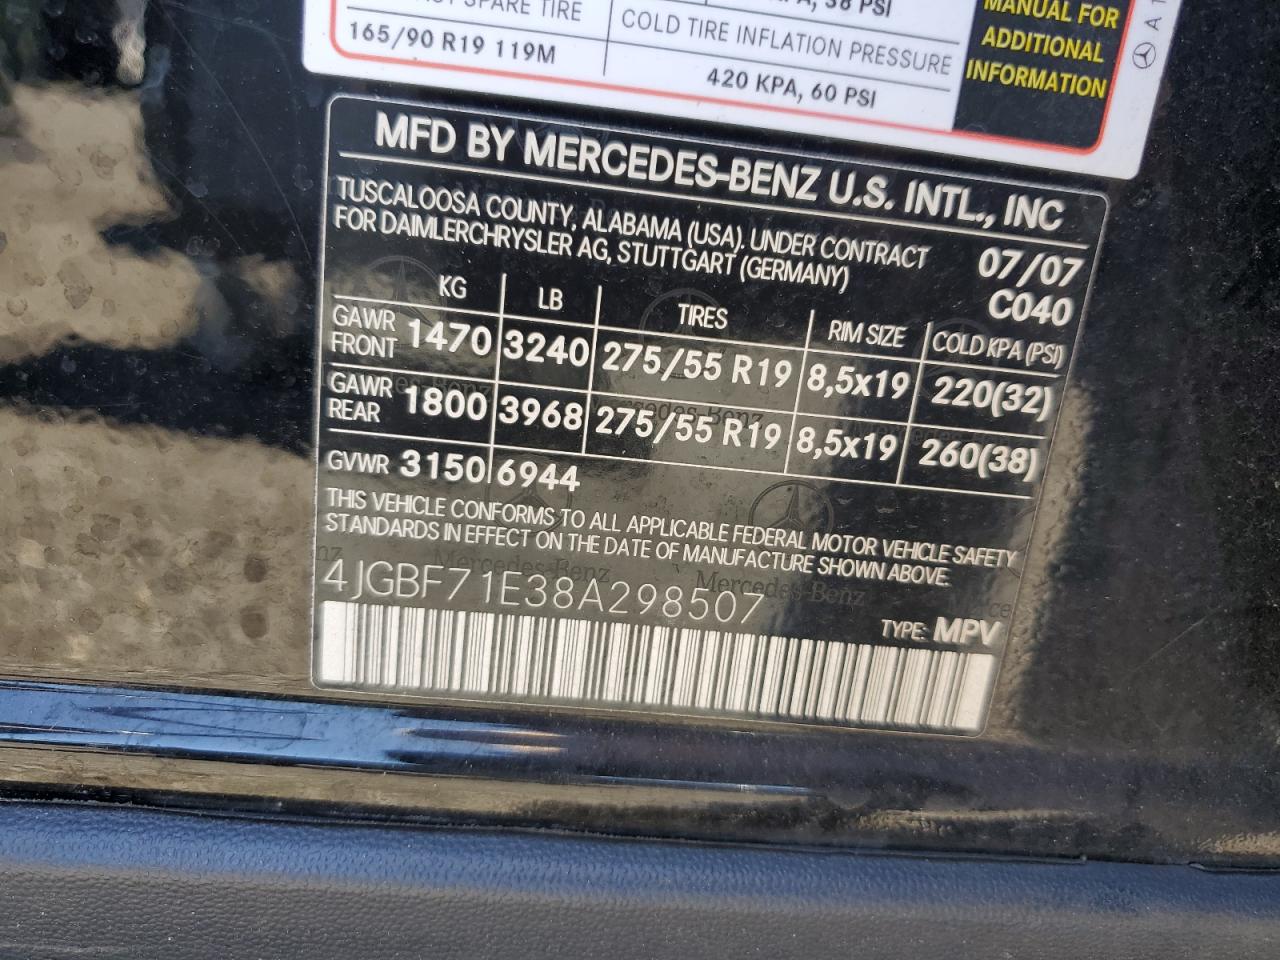 SPARE TIRE
165/90 R19 119M
38 PSI
COLD TIRE INFLATION PRESSURE
420 KPA, 60 PSI
MANUAL FOR
ADDITIONAL
INFORMATION
A 1
MFD BY MERCEDES-BENZ U.S. INTL., INC
TUSCALOOSA COUNTY, ALABAMA (USA). UNDER CONTRACT
FOR DAIMLERCHRYSLER AG, STUTTGART (GERMANY)
07/07
C040
KG LB TIRES RIM SIZE COLD KPA (PSI)
GAWR FRONT 1470 3240 275/55 R19 8,5x19 220(32)
GAWR REAR 1800 3968 275/55 R19 8,5x19 260(38)
GVWR 3150 6944
THIS VEHICLE CONFORMS TO ALL APPLICABLE FEDERAL MOTOR VEHICLE SAFETY
STANDARDS IN EFFECT ON THE DATE OF MANUFACTURE SHOWN ABOVE.
4JGBF71E38A298507
TYPE: MPV